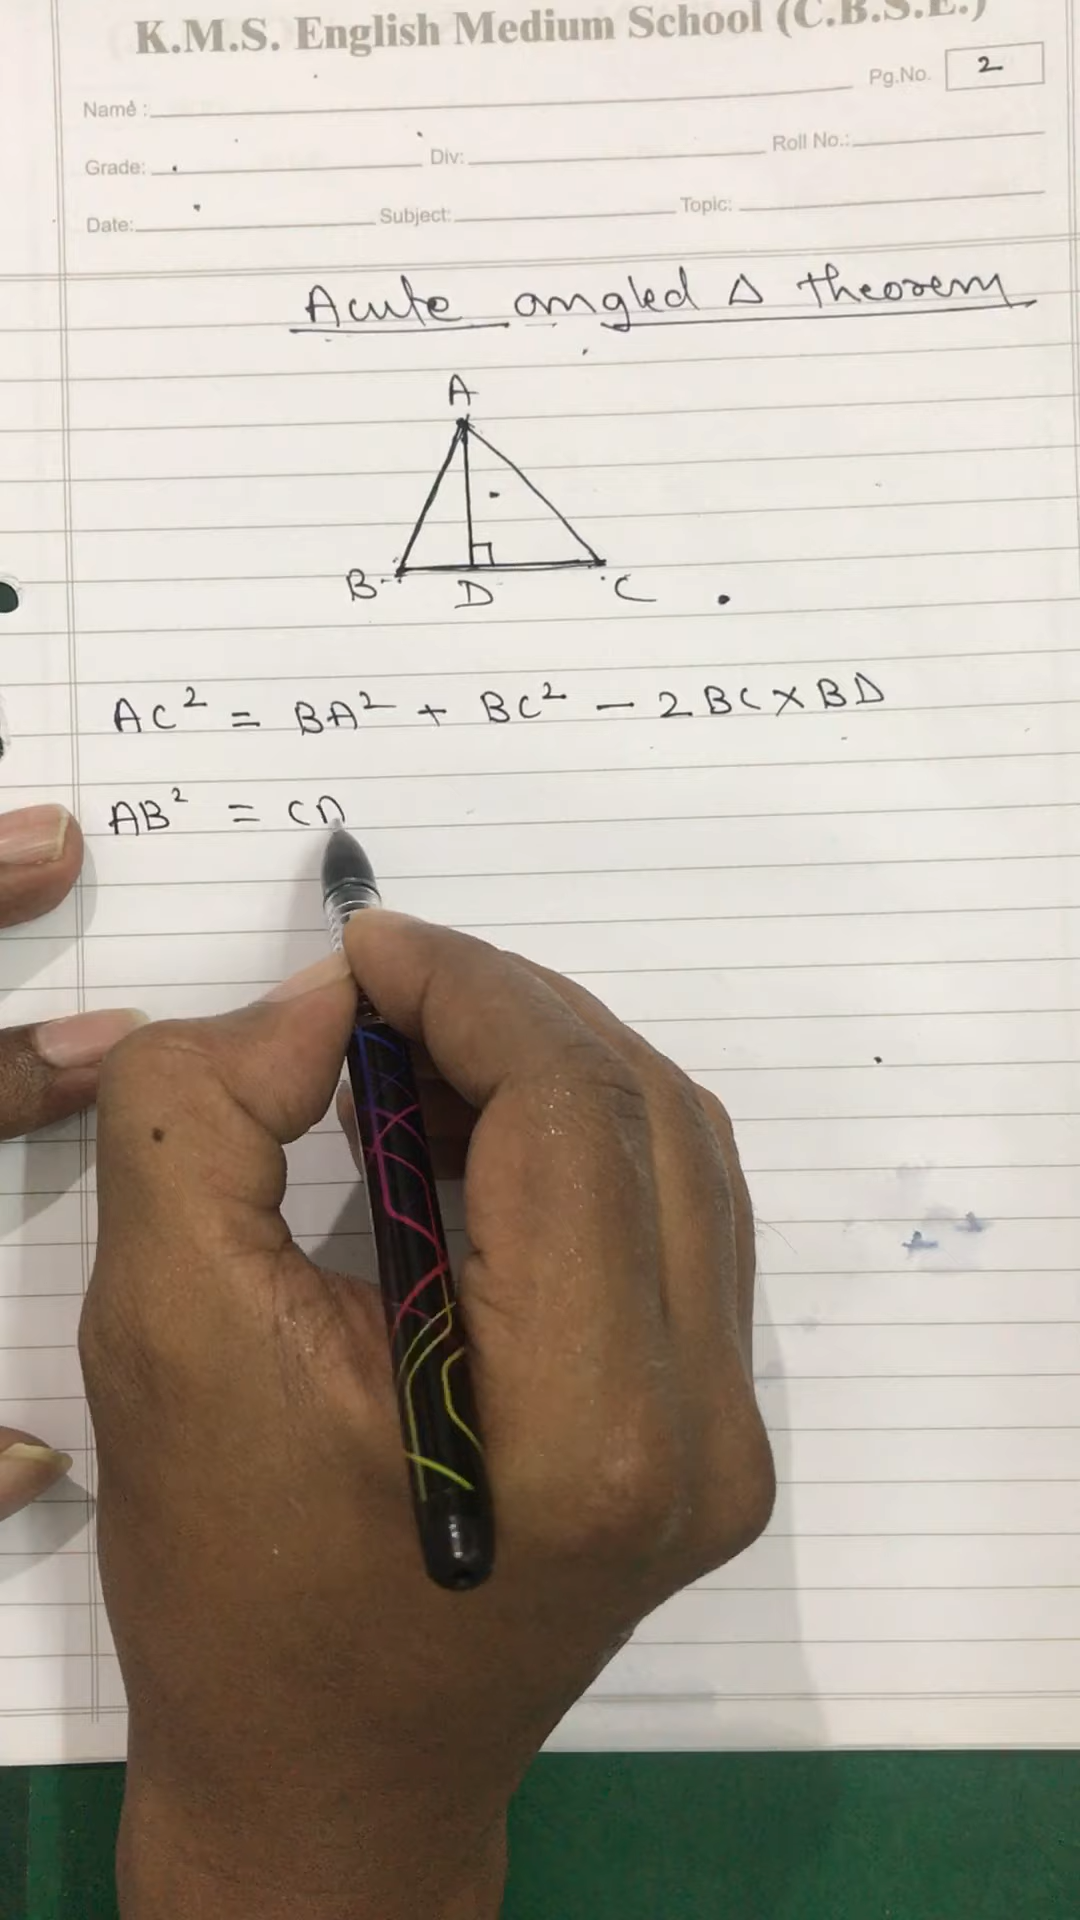 K.M.S. English Medium School (C.B.S.E.)
Pg.No. 2
Name :
Grade: Div: Roll No.:
Date: Subject: Topic:
Acute angled Δ theorem
A
B D C
AC² = BA² + BC² − 2BC×BD
AB² = CA